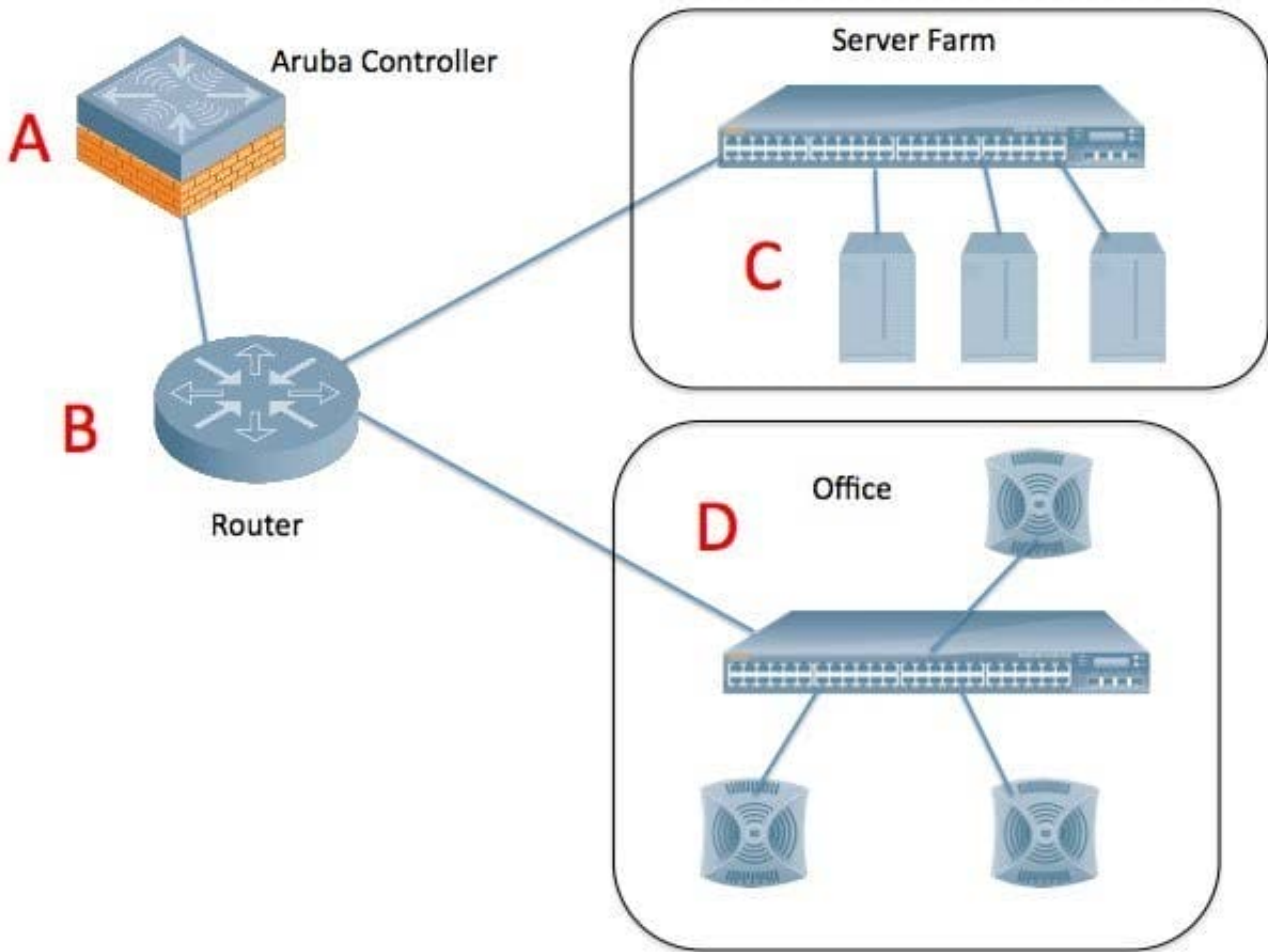 Aruba Controller
A
Server Farm
C
B
Router
Office
D